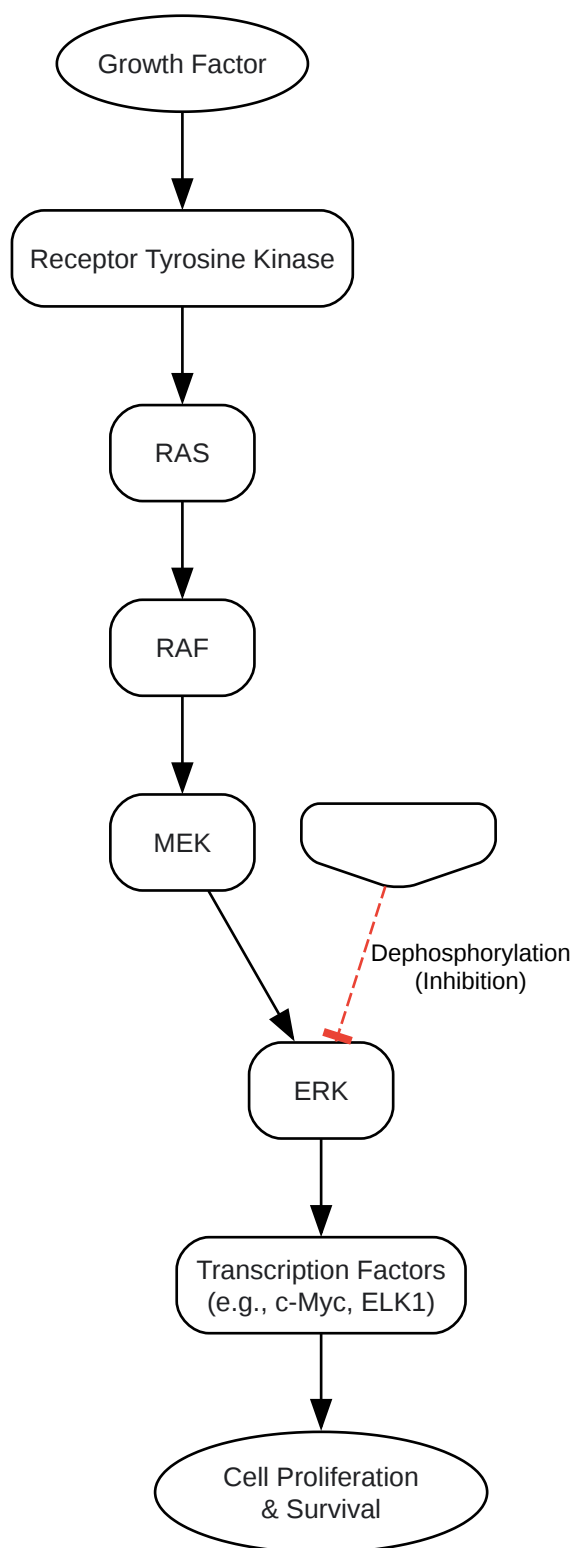 Growth Factor
Receptor Tyrosine Kinase
RAS
RAF
MEK
Dephosphorylation
(Inhibition)
ERK
Transcription Factors
(e.g., c-Myc, ELK1)
Cell Proliferation
& Survival